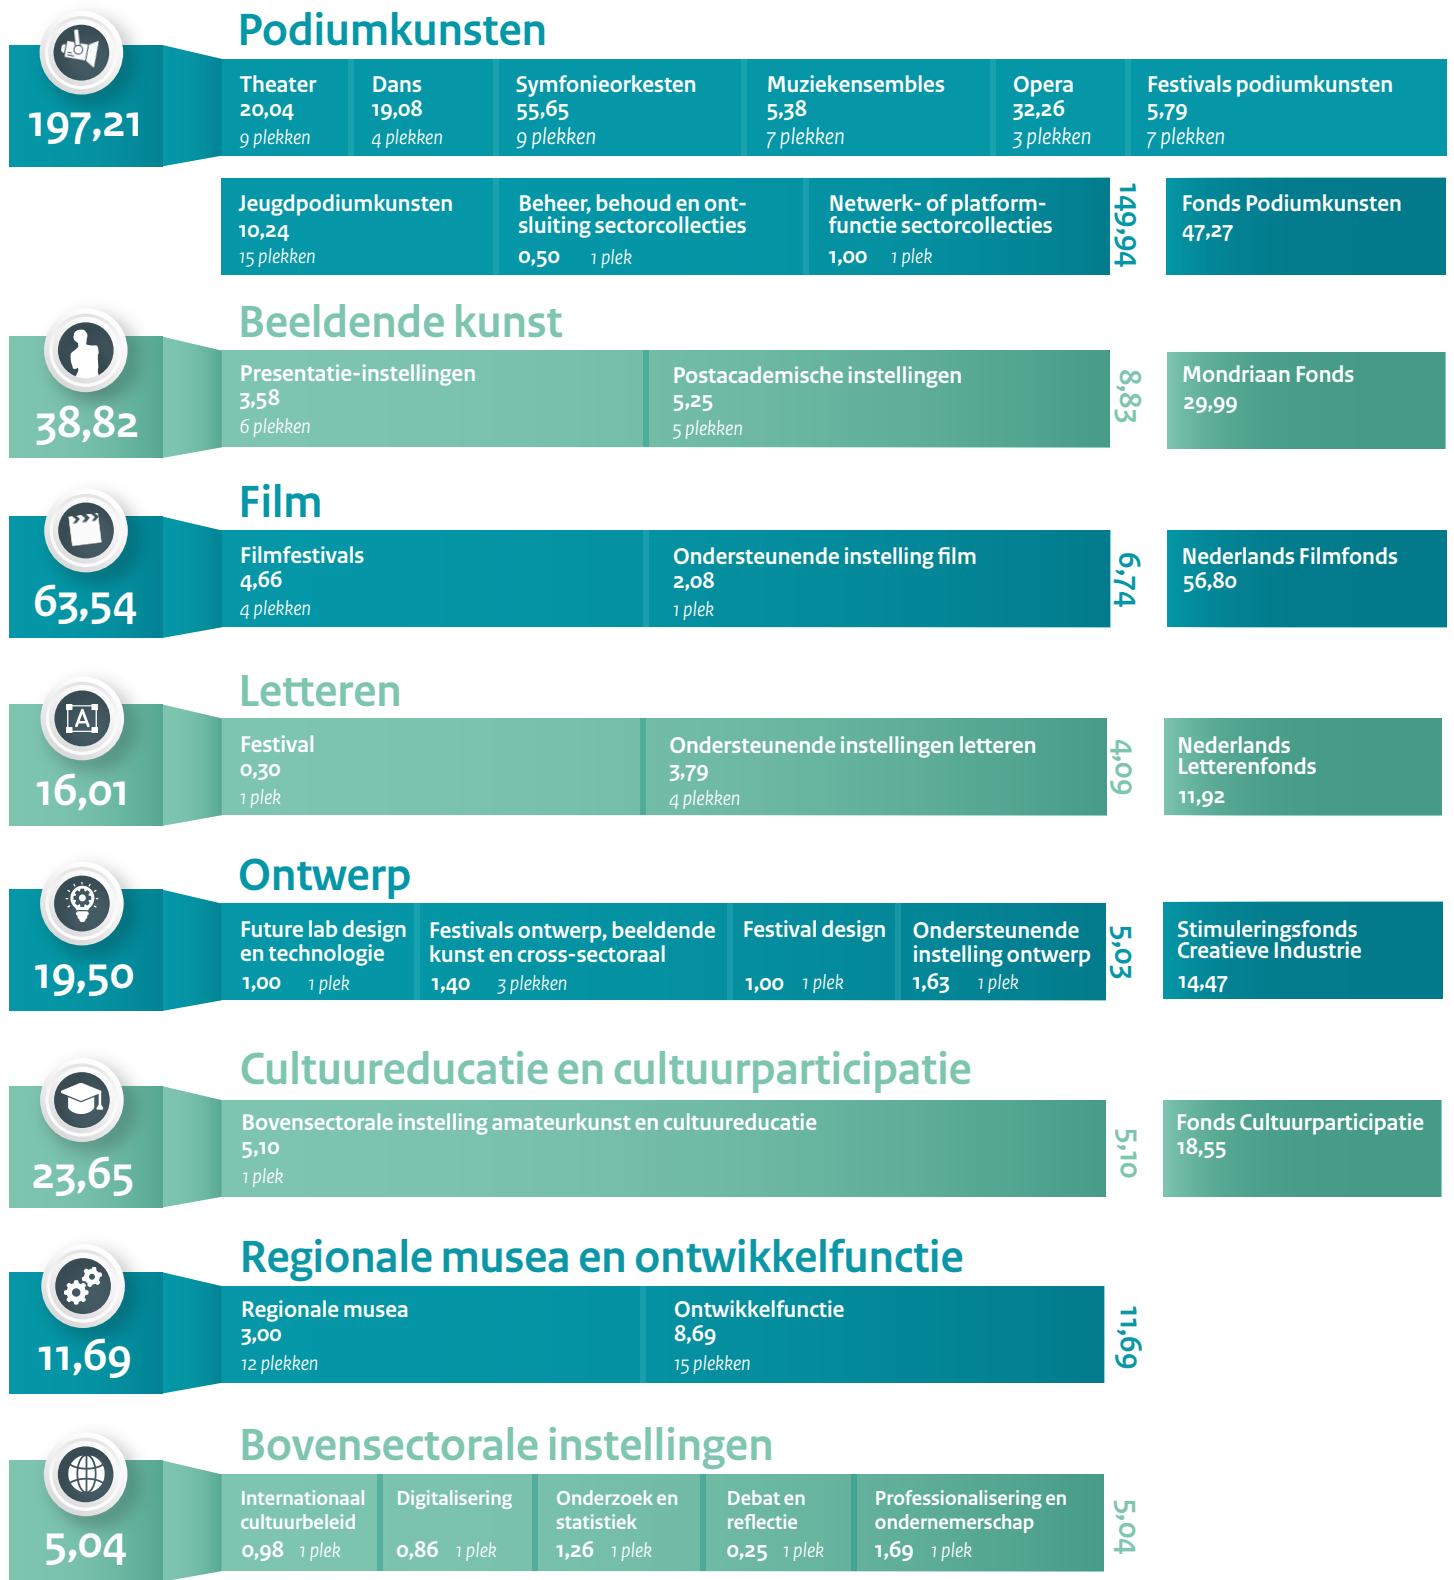 Podiumkunsten
197,21
Theater
20,04
9 plekken
Dans
19,08
4 plekken
Symfonieorkesten
55,65
9 plekken
Muziekensembles
5,38
7 plekken
Opera
32,26
3 plekken
Festivals podiumkunsten
5,79
7 plekken
Jeugdpodiumkunsten
10,24
15 plekken
Beheer, behoud en ont-
sluiting sectorcollecties
0,50 1 plek
Netwerk- of platform-
functie sectorcollecties
1,00 1 plek
149,94
Fonds Podiumkunsten
47,27
Beeldende kunst
38,82
Presentatie-instellingen
3,58
6 plekken
Postacademische instellingen
5,25
5 plekken
8,83
Mondriaan Fonds
29,99
Film
63,54
Filmfestivals
4,66
4 plekken
Ondersteunende instelling film
2,08
1 plek
6,74
Nederlands Filmfonds
56,80
Letteren
A
16,01
Festival
0,30
1 plek
Ondersteunende instellingen letteren
3,79
4 plekken
4,09
Nederlands
Letterenfonds
11,92
Ontwerp
19,50
Future lab design
en technologie
1,00 1 plek
Festivals ontwerp, beeldende
kunst en cross-sectoraal
1,40 3 plekken
Festival design
1,00 1 plek
Ondersteunende
instelling ontwerp
1,63 1 plek
5,03
Stimuleringsfonds
Creatieve Industrie
14,47
Cultuureducatie en cultuurparticipatie
23,65
Bovensectorale instelling amateurkunst en cultuureducatie
5,10
1 plek
5,10
Fonds Cultuurparticipatie
18,55
Regionale musea en ontwikkelfunctie
11,69
Regionale musea
3,00
12 plekken
Ontwikkelfunctie
8,69
15 plekken
11,69
Bovensectorale instellingen
5,04
Internationaal
cultuurbeleid
0,98 1 plek
Digitalisering
0,86 1 plek
Onderzoek en
statistiek
1,26 1 plek
Debat en
reflectie
0,25 1 plek
Professionalisering en
ondernemerschap
1,69 1 plek
5,04